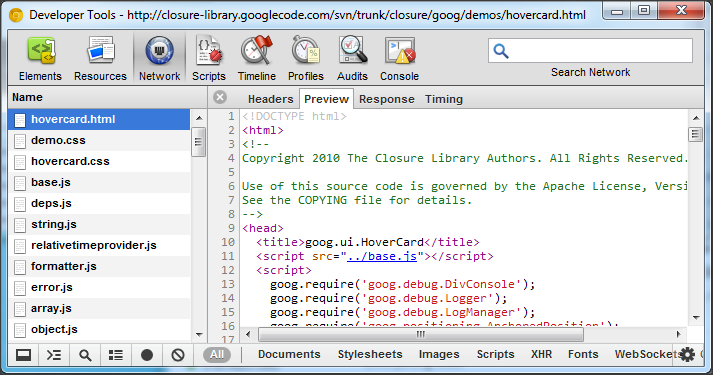 Developer Tools - http://closure-library.googlecode.com/svn/trunk/closure/goog/demos/hovercard.html
Elements Resources Network Scripts Timeline Profiles Audits Console
Search Network
Name
Headers Preview Response Timing
hovercard.html
demo.css
hovercard.css
base.js
deps.js
string.js
relativetimeprovider.js
formatter.js
error.js
array.js
object.js
1 <!DOCTYPE html>
2 <html>
3 <!--
4 Copyright 2010 The Closure Library Authors. All Rights Reserved.
5
6 Use of this source code is governed by the Apache License, Versi
7 See the COPYING file for details.
8 -->
9 <head>
10 <title>goog.ui.HoverCard</title>
11 <script src="../base.js"></script>
12 <script>
13 goog.require('goog.debug.DivConsole');
14 goog.require('goog.debug.Logger');
15 goog.require('goog.debug.LogManager');
16 goog.require('goog.positioning.AnchoredPosition');
17
All Documents Stylesheets Images Scripts XHR Fonts WebSockets